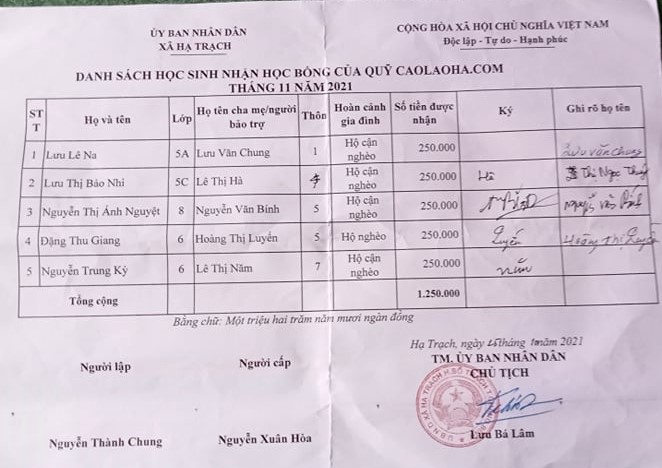 ỦY BAN NHÂN DÂN
XÃ HẠ TRẠCH
CỘNG HÒA XÃ HỘI CHỦ NGHĨA VIỆT NAM
Độc lập - Tự do - Hạnh phúc
DANH SÁCH HỌC SINH NHẬN HỌC BỔNG CỦA QUỸ CAOLAOHA.COM
THÁNG 11 NĂM 2021
STT Họ và tên Lớp Họ tên cha mẹ/người bảo trợ Thôn Hoàn cảnh gia đình Số tiền được nhận Ký Ghi rõ họ tên
1 Lưu Lê Na 5A Lưu Văn Chung 1 Hộ cận nghèo 250.000 Lưu văn Chung
2 Lưu Thị Bảo Nhi 5C Lê Thị Hà Hộ cận nghèo 250.000 Hà Thị Ngọc
3 Nguyễn Thị Ánh Nguyệt 8 Nguyễn Văn Bính 5 Hộ cận nghèo 250.000 Nguyễn văn Bính
4 Đặng Thu Giang 6 Hoàng Thị Luyến 5 Hộ nghèo 250.000 Luyến Hoàng Thị Luyến
5 Nguyễn Trung Kỳ 6 Lê Thị Năm 7 Hộ cận nghèo 250.000 năm
Tổng cộng 1.250.000
Bằng chữ: Một triệu hai trăm năm mươi ngàn đồng
Hạ Trạch, ngày tháng năm 2021
Người lập
Người cấp
TM. ỦY BAN NHÂN DÂN
CHỦ TỊCH
Nguyễn Thành Chung
Nguyễn Xuân Hòa
Lưu Bá Lâm